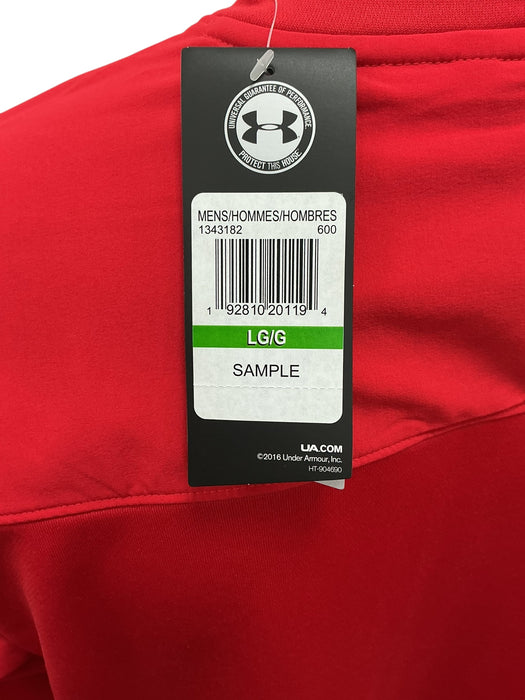 UNIVERSAL GUARANTEE OF PERFORMANCE.
PROTECT THIS HOUSE.
MENS/HOMMES/HOMBRES
1343182 600
1 92810 20119 4
LG/G
SAMPLE
UA.COM
©2016 Under Armour, Inc.
HT-904690